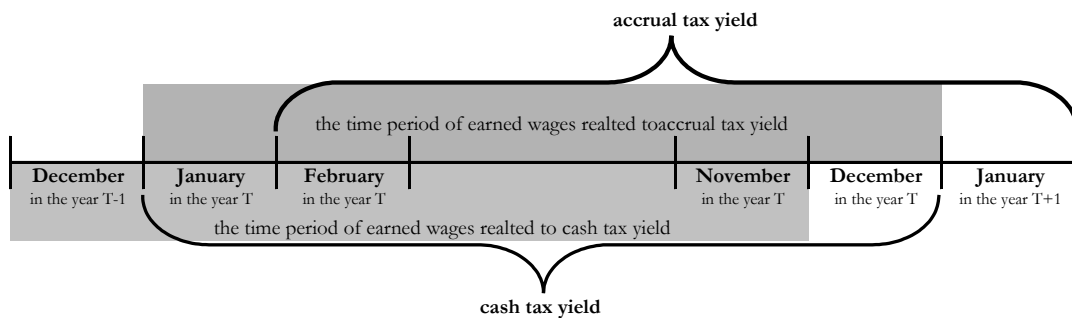 accrual tax yield
the time period of earned wages realted toaccrual tax yield
December January February November December January
in the year T-1 in the year T in the year T in the year T in the year T in the year T+1
the time period of earned wages realted to cash tax yield
cash tax yield